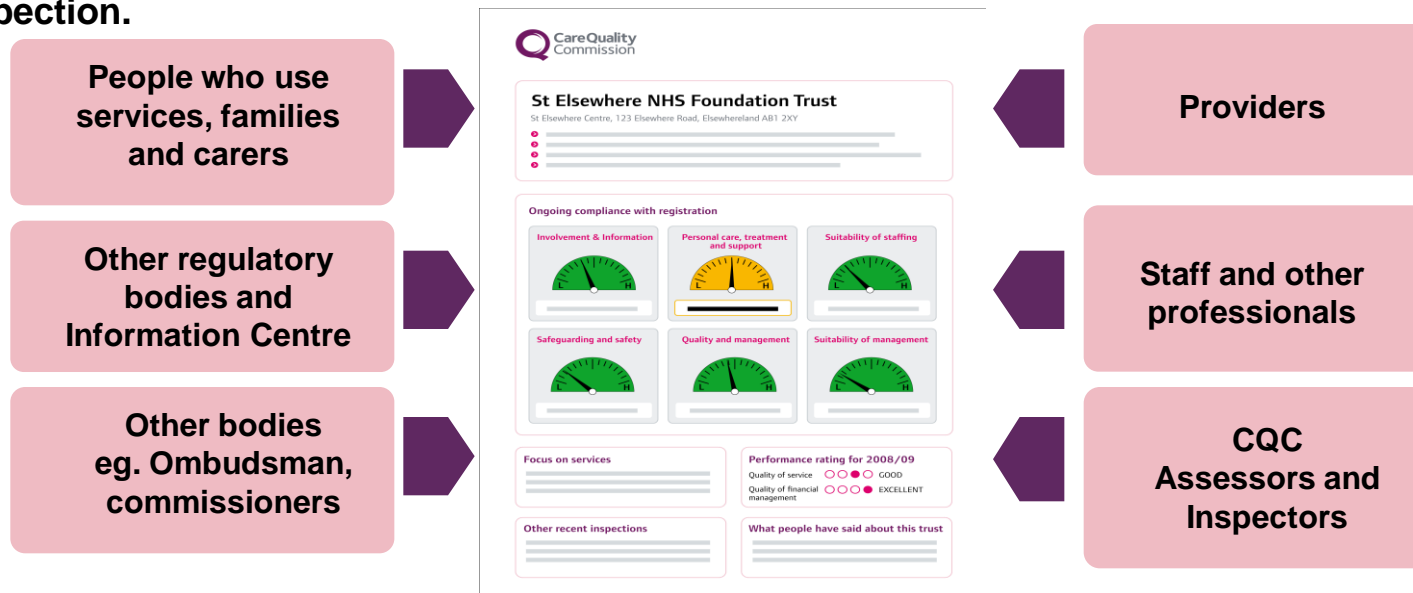 pection.
People who use
services, families
and carers
Other regulatory
bodies and
Information Centre
Other bodies
eg. Ombudsman,
commissioners
CareQuality
Commission
St Elsewhere NHS Foundation Trust
St Elsewhere Centre, 123 Elsewhere Road, Elsewhereland AB1 2XY
Ongoing compliance with registration
Involvement & Information
L H
Personal care, treatment
and support
L H
Suitability of staffing
L H
Safeguarding and safety
L H
Quality and management
L H
Suitability of management
L H
Focus on services
Performance rating for 2008/09
Quality of service GOOD
Quality of financial EXCELLENT
management
Other recent inspections
What people have said about this trust
Providers
Staff and other
professionals
CQC
Assessors and
Inspectors